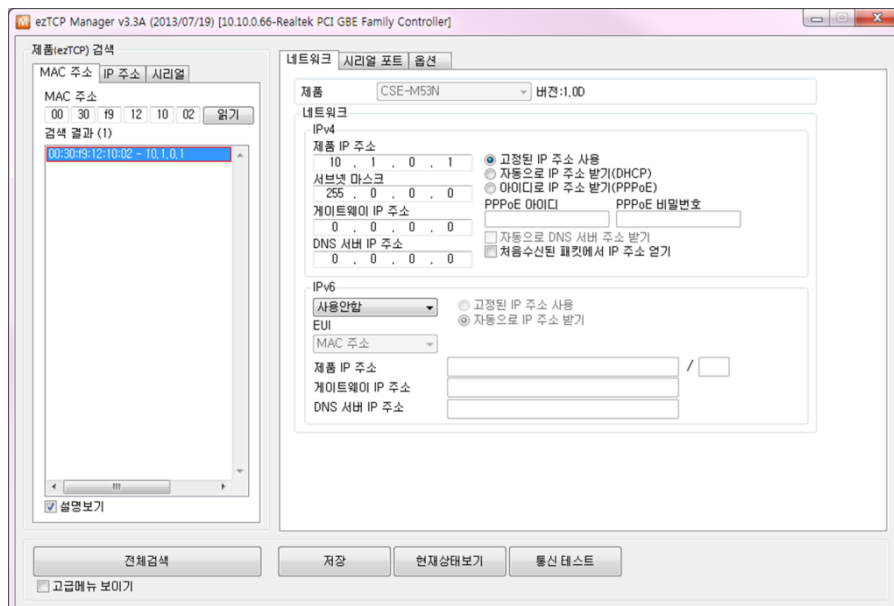 ezTCP Manager v3.3A (2013/07/19) [10.10.0.66-Realtek PCI GBE Family Controller]
제품(ezTCP) 검색
MAC 주소 IP 주소 시리얼
MAC 주소
00 30 f9 12 10 02 읽기
검색 결과 (1)
00:30:f9:12:10:02 - 10.1.0.1
설명보기
네트워크 시리얼 포트 옵션
제품 CSE-M53N 버전:1.0D
네트워크
IPv4
제품 IP 주소
10 . 1 . 0 . 1
서브넷 마스크
255 . 0 . 0 . 0
게이트웨이 IP 주소
0 . 0 . 0 . 0
DNS 서버 IP 주소
0 . 0 . 0 . 0
고정된 IP 주소 사용
자동으로 IP 주소 받기(DHCP)
아이디로 IP 주소 받기(PPPoE)
PPPoE 아이디 PPPoE 비밀번호
자동으로 DNS 서버 주소 받기
처음수신된 패킷에서 IP 주소 얻기
IPv6
사용안함
고정된 IP 주소 사용
자동으로 IP 주소 받기
EUI
MAC 주소
제품 IP 주소 /
게이트웨이 IP 주소
DNS 서버 IP 주소
전체검색 저장 현재상태보기 통신 테스트
고급메뉴 보이기